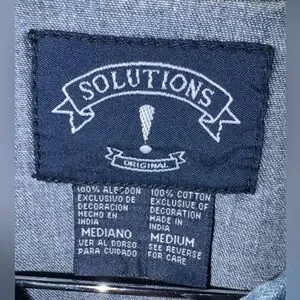 SOLUTIONS
ORIGINAL
100% ALGODON
EXCLUSIVO DE
DECORACION
HECHO EN
INDIA
MEDIANO
VER AL DORSO
PARA CUIDADO
100% COTTON
EXCLUSIVE OF
DECORATION
MADE IN
INDIA
MEDIUM
SEE REVERSE
FOR CARE